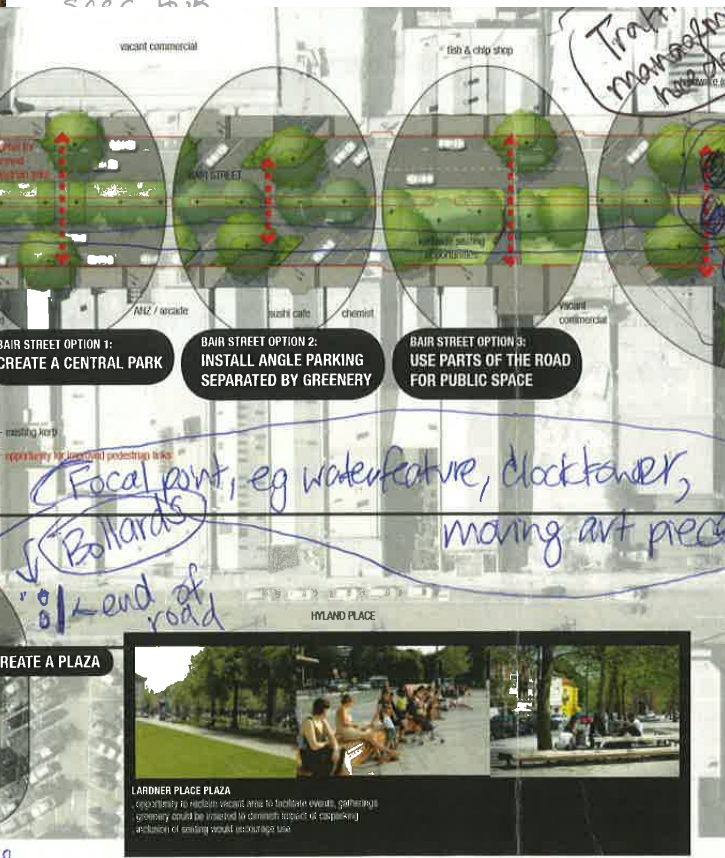 vacant commercial
fish & chip shop
management
BAIR STREET
kerbside seating
opportunities
ANZ / arcade
sushi cafe
chemist
vacant
commercial
BAIR STREET OPTION 1:
CREATE A CENTRAL PARK
BAIR STREET OPTION 2:
INSTALL ANGLE PARKING
SEPARATED BY GREENERY
BAIR STREET OPTION 3:
USE PARTS OF THE ROAD
FOR PUBLIC SPACE
existing kerb
opportunity for improved pedestrian links
Focal point, eg waterfeature, clocktower,
moving art piece
Bollards
end of
road
HYLAND PLACE
REATE A PLAZA
LARDNER PLACE PLAZA
. opportunity to reclaim vacant area to facilitate events, gatherings
. greenery could be inserted to diminish impact of carparking
. inclusion of seating would encourage use